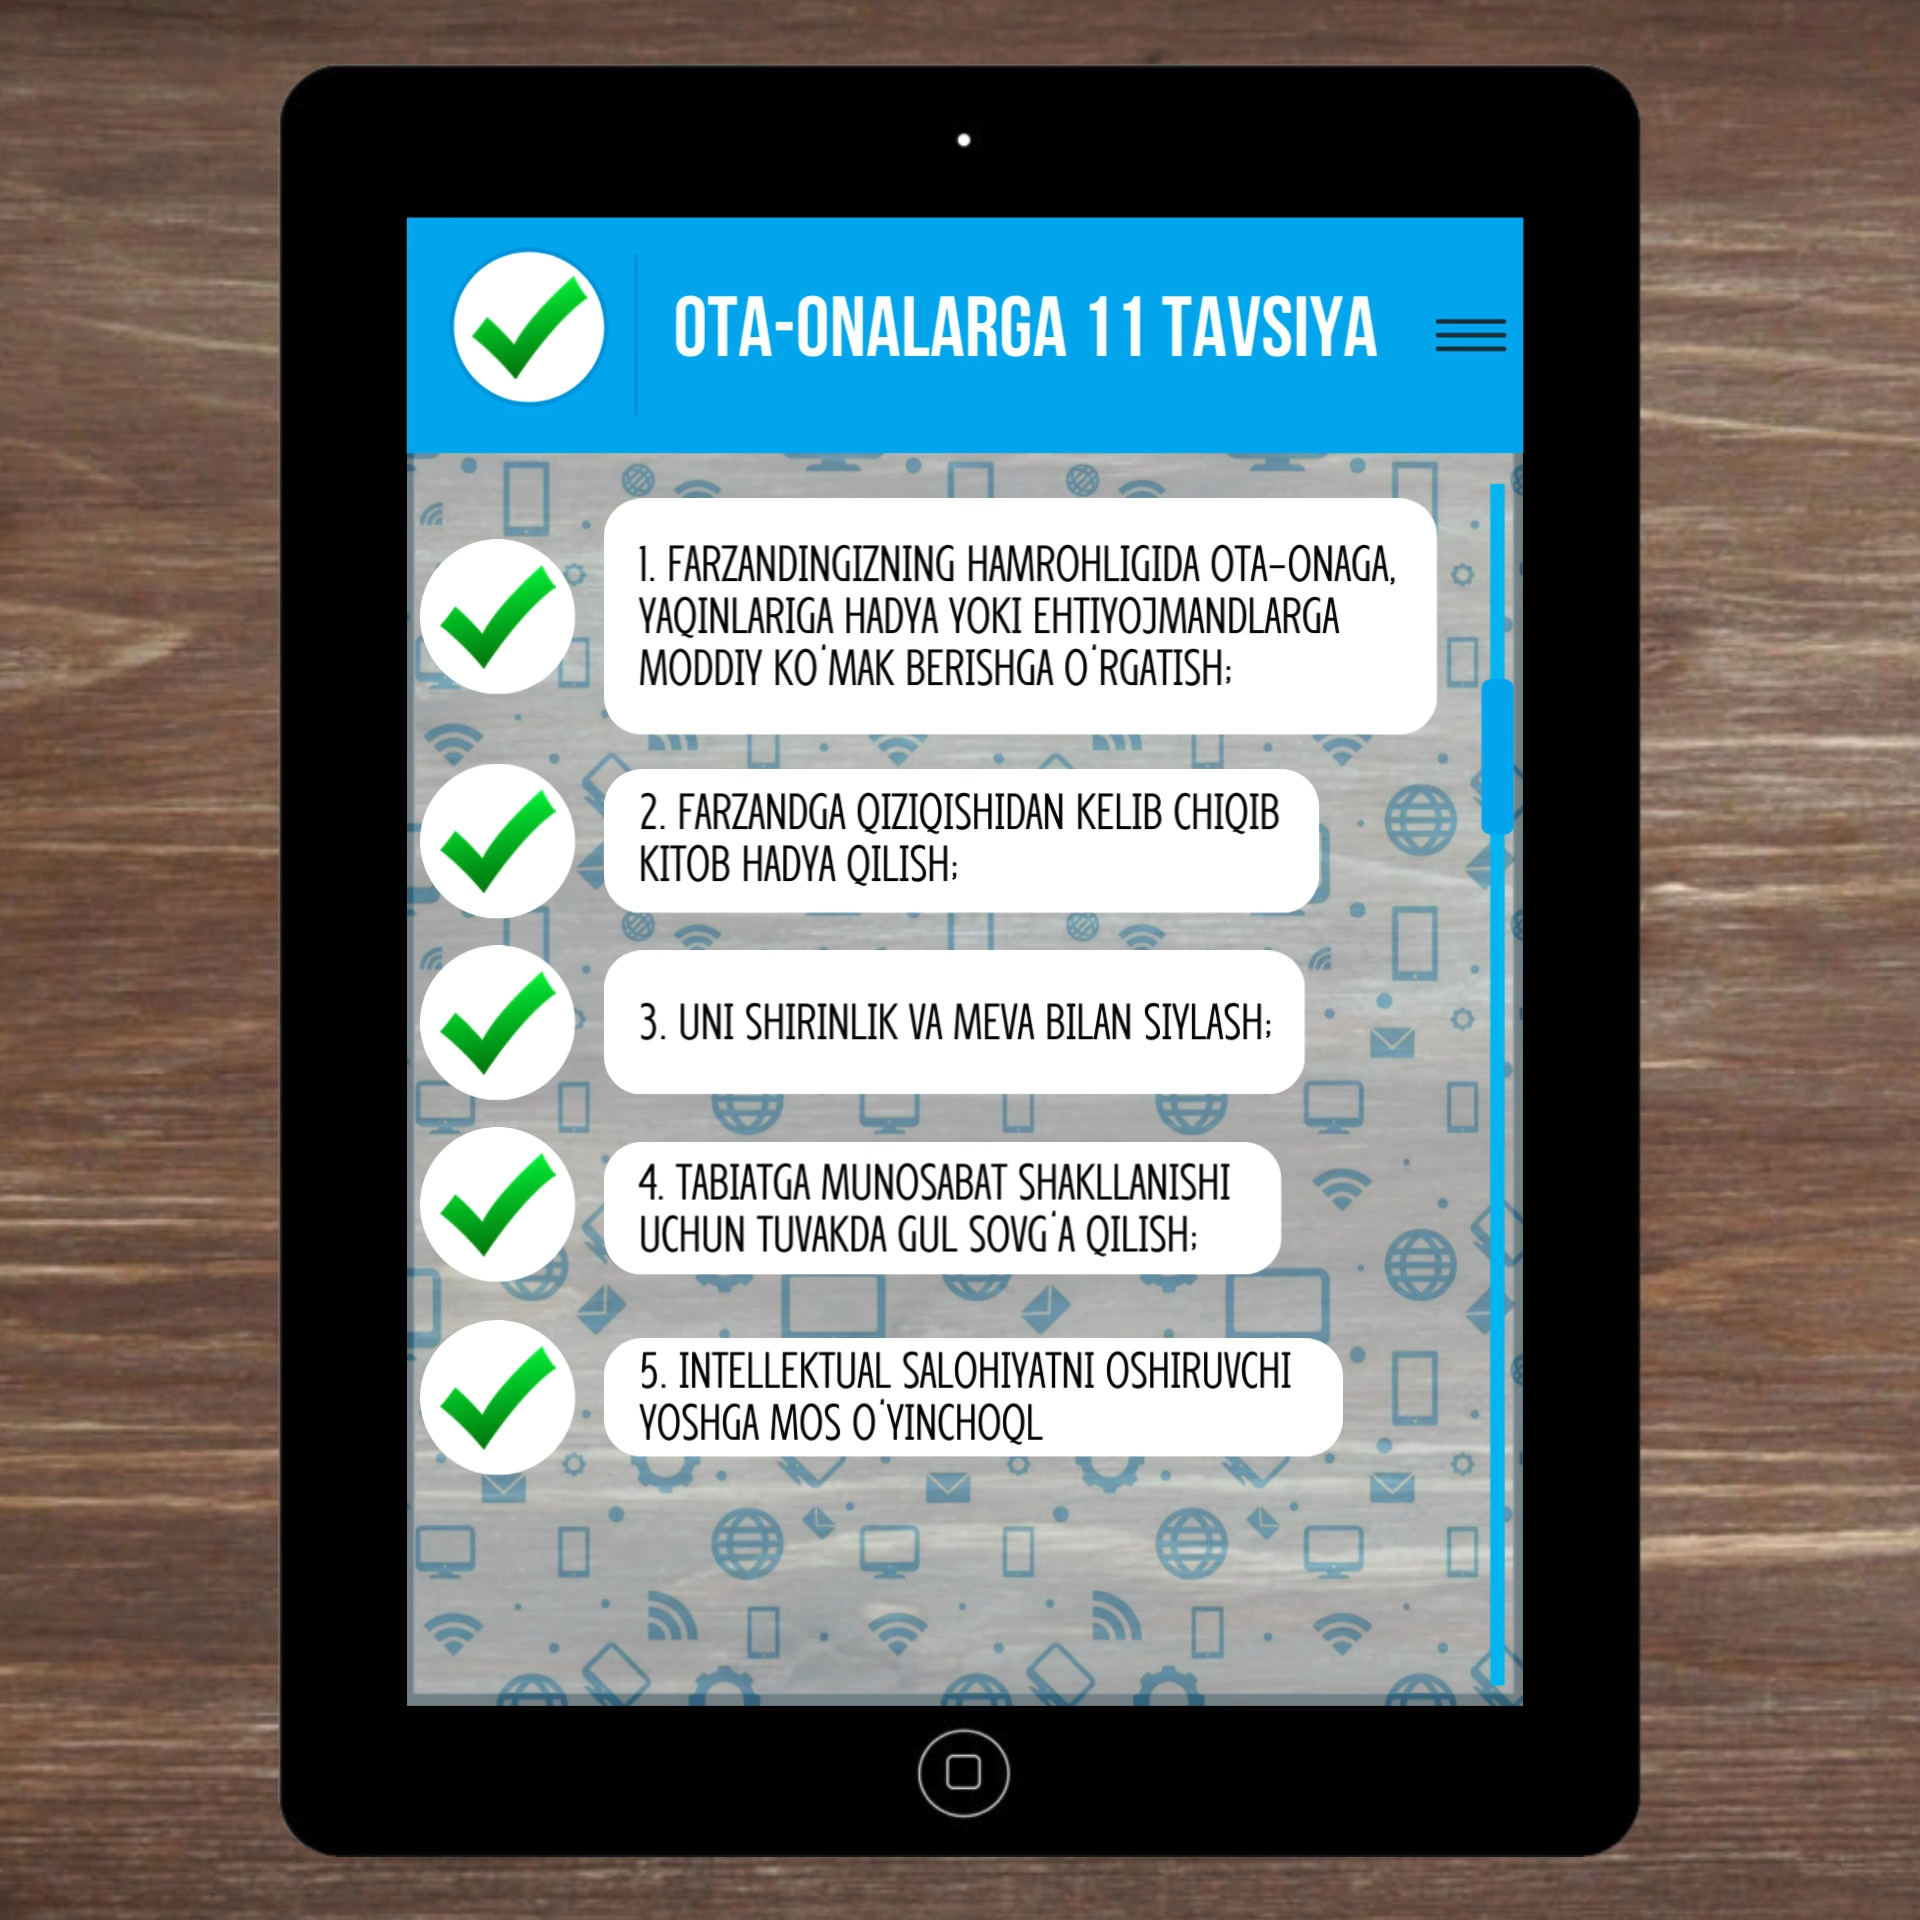 OTA-ONALARGA 11 TAVSIYA
1. FARZANDINGIZNING HAMROHLIGIDA OTA-ONAGA,
YAQINLARIGA HADYA YOKI EHTIYOJMANDLARGA
MODDIY KO‘MAK BERISHGA O‘RGATISH;
2. FARZANDGA QIZIQISHIDAN KELIB CHIQIB
KITOB HADYA QILISH;
3. UNI SHIRINLIK VA MEVA BILAN SIYLASH;
4. TABIATGA MUNOSABAT SHAKLLANISHI
UCHUN TUVAKDA GUL SOVG‘A QILISH;
5. INTELLEKTUAL SALOHIYATNI OSHIRUVCHI
YOSHGA MOS O‘YINCHOQL